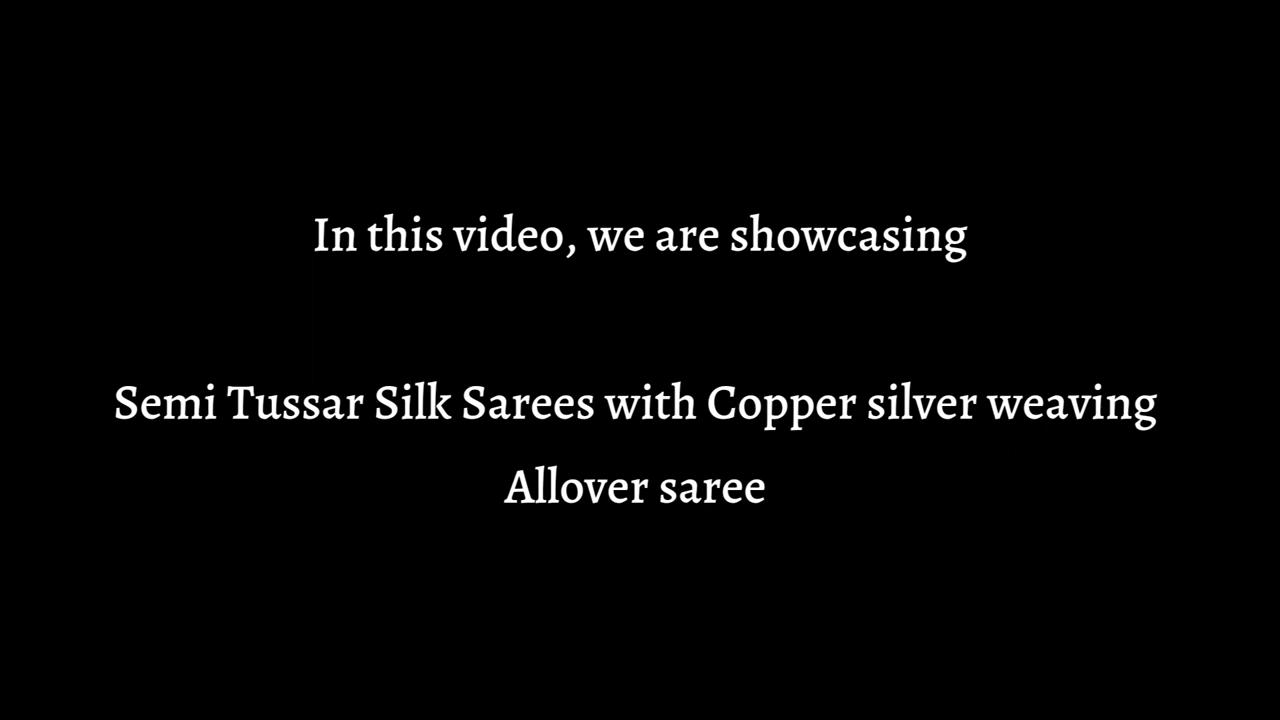 In this video, we are showcasing
Semi Tussar Silk Sarees with Copper silver weaving
Allover saree